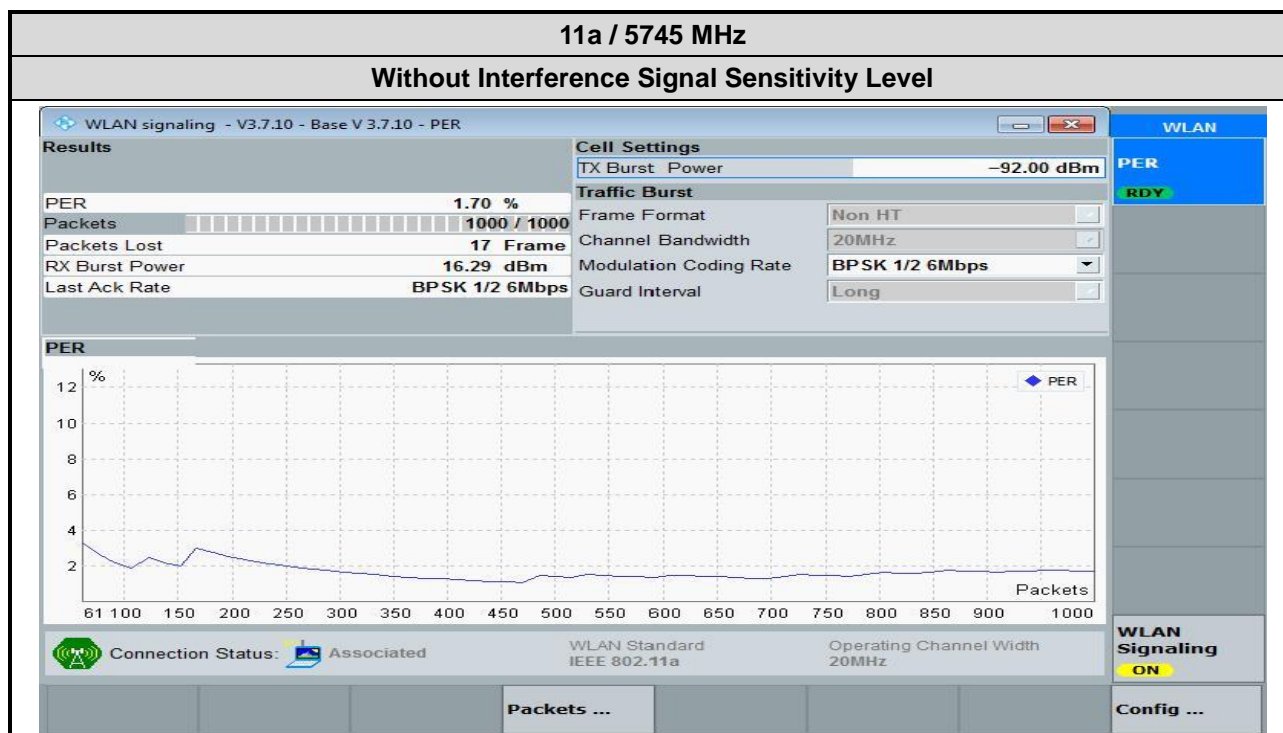 11a / 5745 MHz
Without Interference Signal Sensitivity Level
WLAN signaling - V3.7.10 - Base V 3.7.10 - PER
WLAN
Results
PER
1.70 %
Packets
1000 / 1000
Packets Lost
17 Frame
RX Burst Power
16.29 dBm
Last Ack Rate
BPSK 1/2 6Mbps
Cell Settings
TX Burst Power
−92.00 dBm
Traffic Burst
Frame Format
Non HT
Channel Bandwidth
20MHz
Modulation Coding Rate
BPSK 1/2 6Mbps
Guard Interval
Long
PER
RDY
PER
%
12
10
8
6
4
2
PER
Packets
61 100 150 200 250 300 350 400 450 500 550 600 650 700 750 800 850 900 1000
Connection Status:
Associated
WLAN Standard
IEEE 802.11a
Operating Channel Width
20MHz
WLAN
Signaling
ON
Packets ...
Config ...